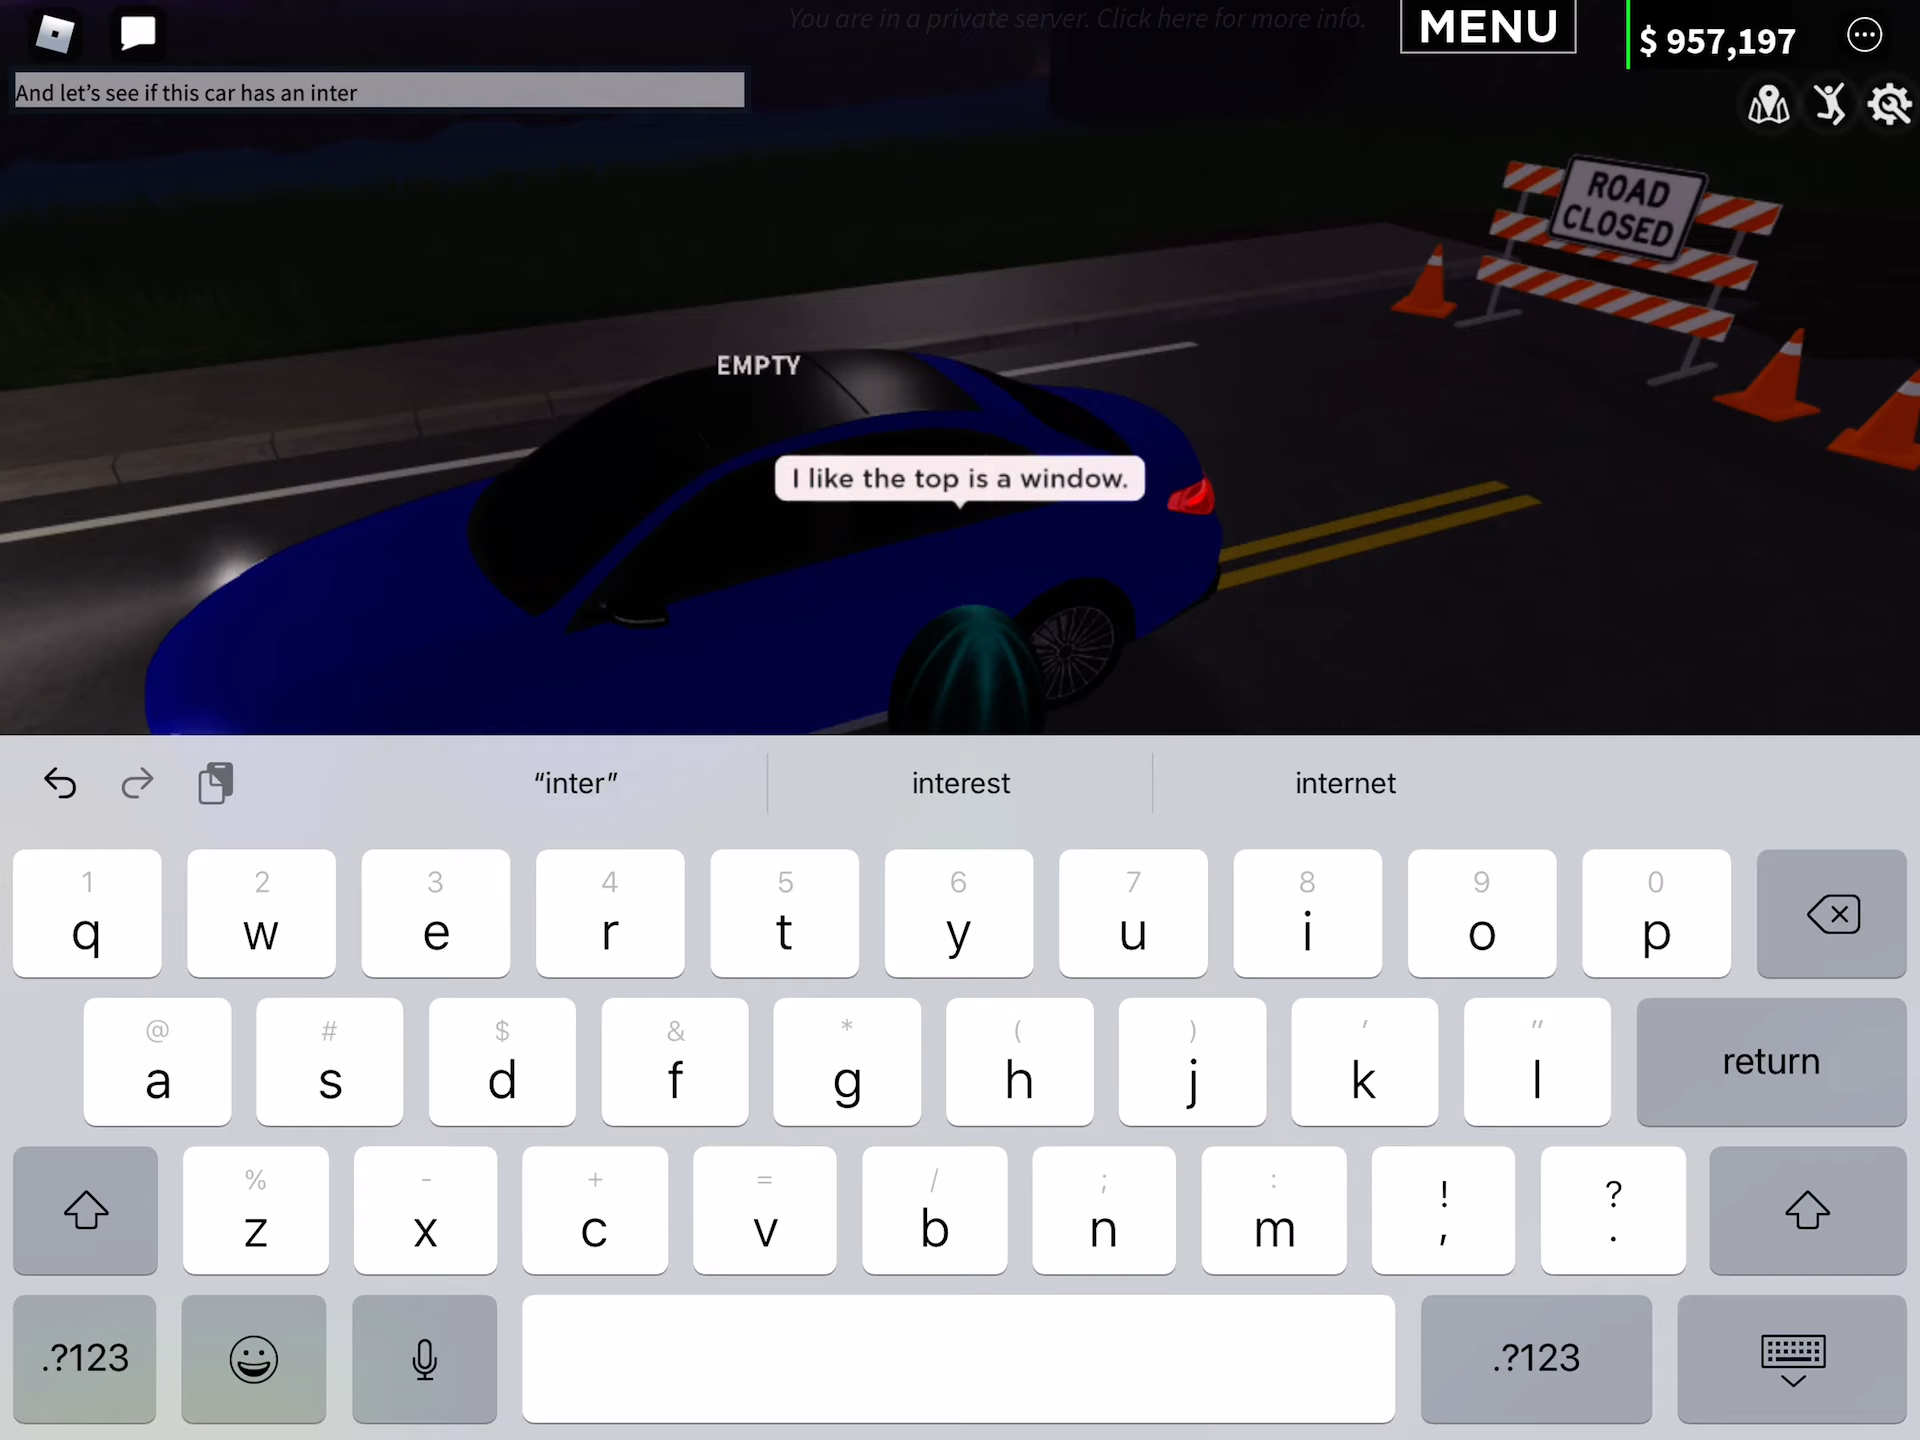 You are in a private server. Click here for more info.
MENU
$ 957,197
And let’s see if this car has an inter
ROAD
CLOSED
EMPTY
I like the top is a window.
“inter” interest internet
1 2 3 4 5 6 7 8 9 0
q w e r t y u i o p
@ # $ & * ( ) ' "
a s d f g h j k l return
% - + = / ; : ! ?
z x c v b n m , .
.?123 .?123